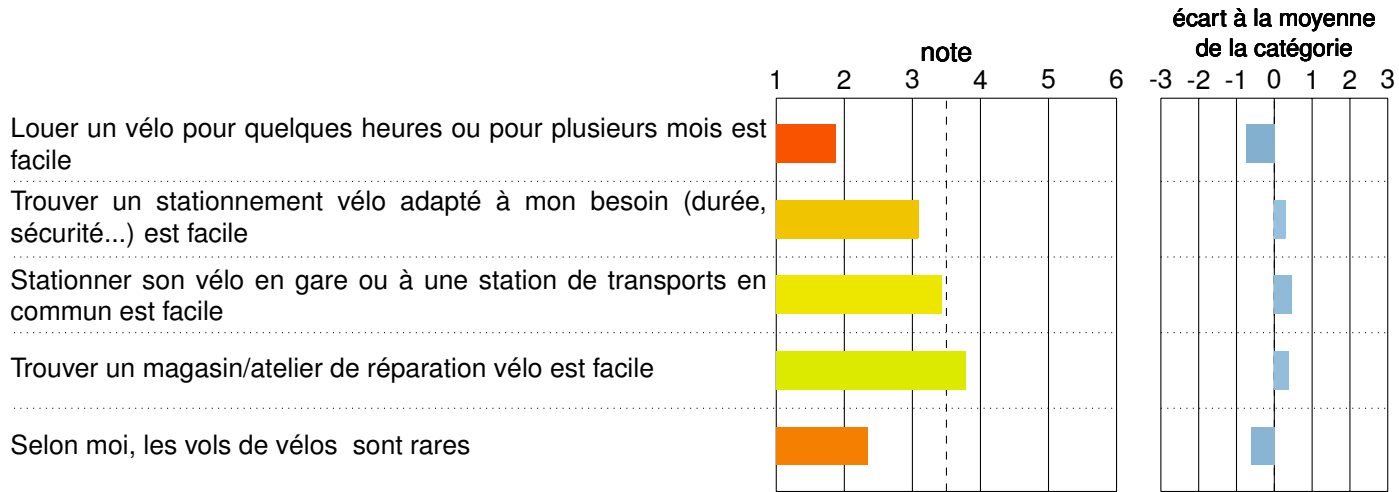 écart à la moyenne
note de la catégorie
1 2 3 4 5 6 -3 -2 -1 0 1 2 3
Louer un vélo pour quelques heures ou pour plusieurs mois est
facile
Trouver un stationnement vélo adapté à mon besoin (durée,
sécurité...) est facile
Stationner son vélo en gare ou à une station de transports en
commun est facile
Trouver un magasin/atelier de réparation vélo est facile
Selon moi, les vols de vélos sont rares